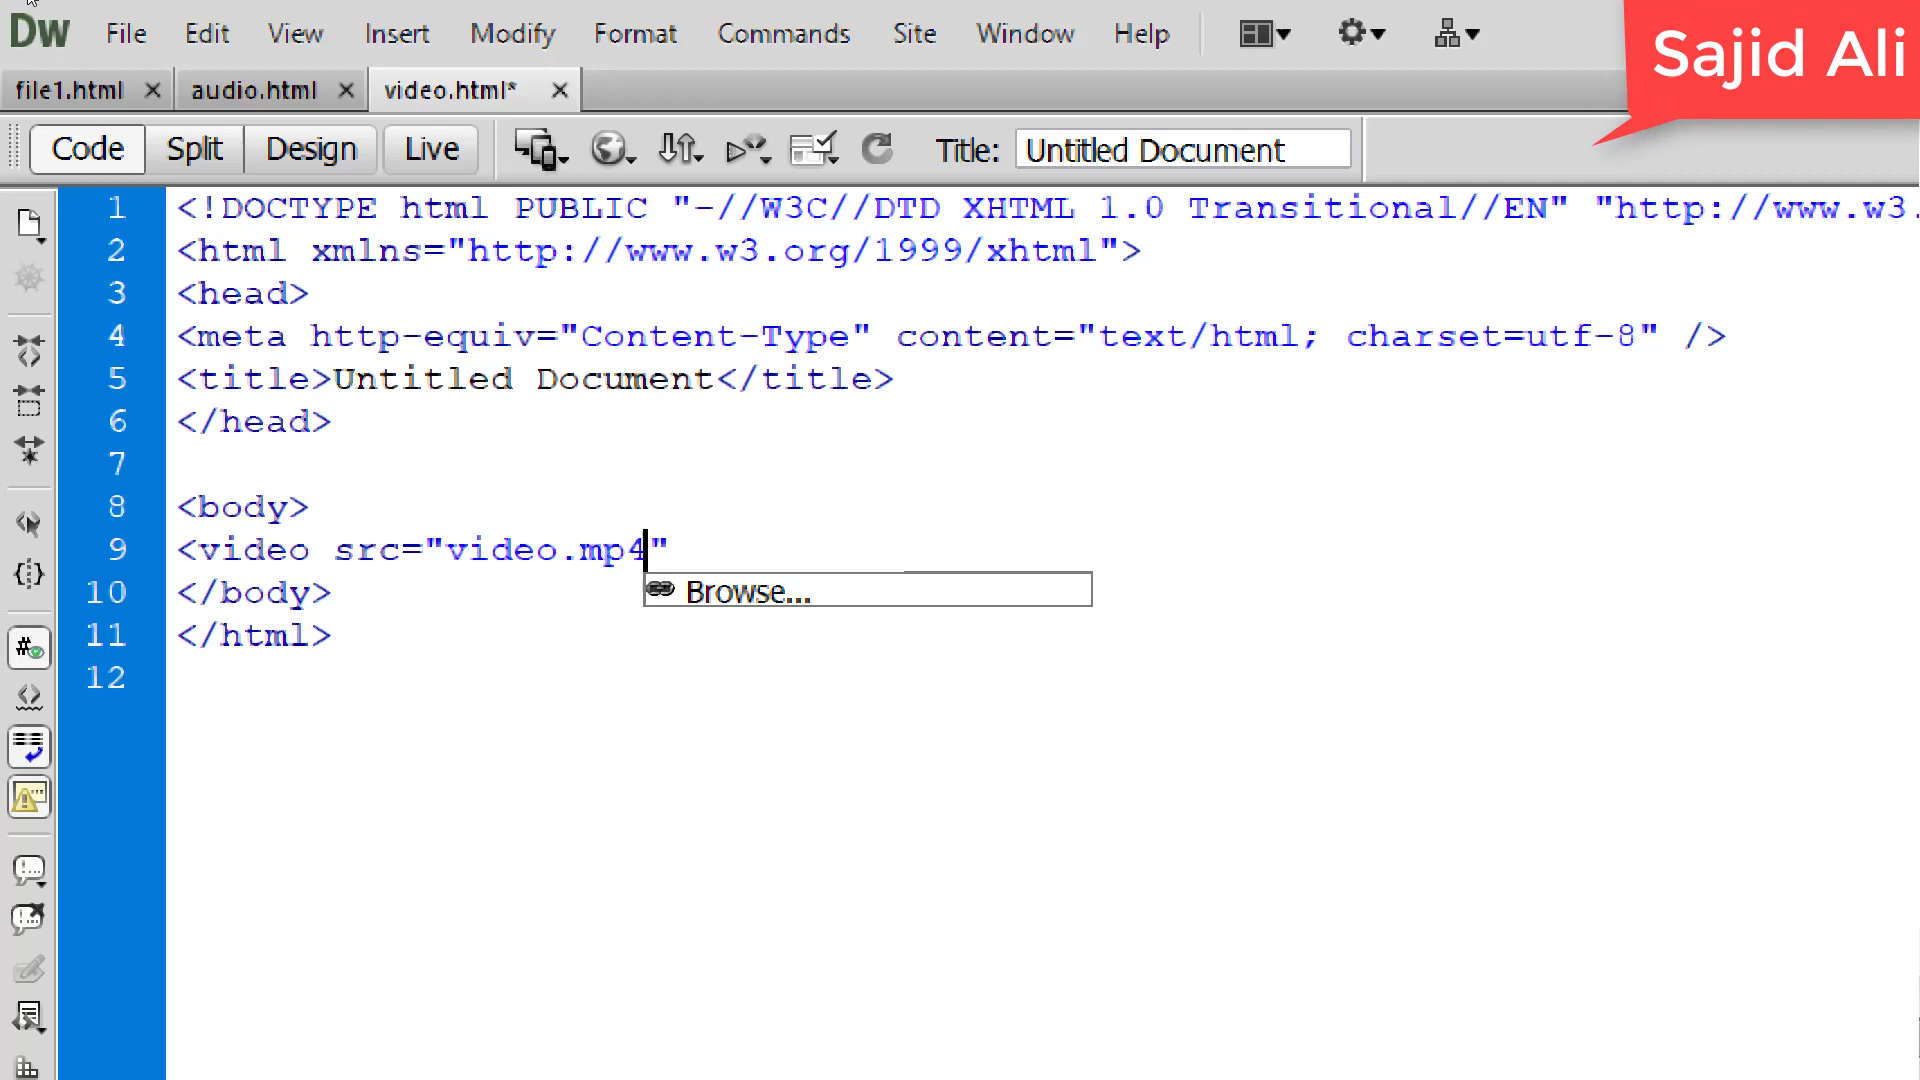 Dw File Edit View Insert Modify Format Commands Site Window Help
Sajid Ali
file1.html audio.html video.html*
Code Split Design Live Title: Untitled Document
1 <!DOCTYPE html PUBLIC "-//W3C//DTD XHTML 1.0 Transitional//EN" "http://www.w3.
2 <html xmlns="http://www.w3.org/1999/xhtml">
3 <head>
4 <meta http-equiv="Content-Type" content="text/html; charset=utf-8" />
5 <title>Untitled Document</title>
6 </head>
7
8 <body>
9 <video src="video.mp4"
Browse...
10 </body>
11 </html>
12